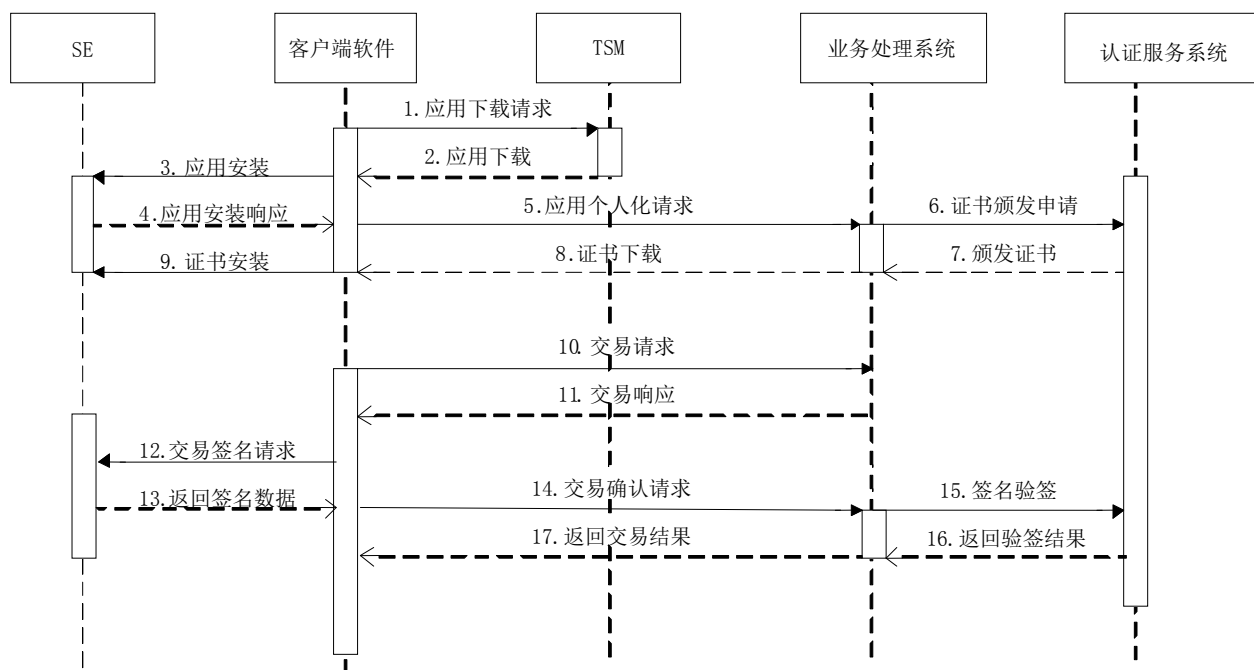 SE
客户端软件
TSM
业务处理系统
认证服务系统
1.应用下载请求
2.应用下载
3.应用安装
4.应用安装响应
5.应用个人化请求
6.证书颁发申请
9.证书安装
8.证书下载
7.颁发证书
10.交易请求
11.交易响应
12.交易签名请求
13.返回签名数据
14.交易确认请求
15.签名验签
17.返回交易结果
16.返回验签结果